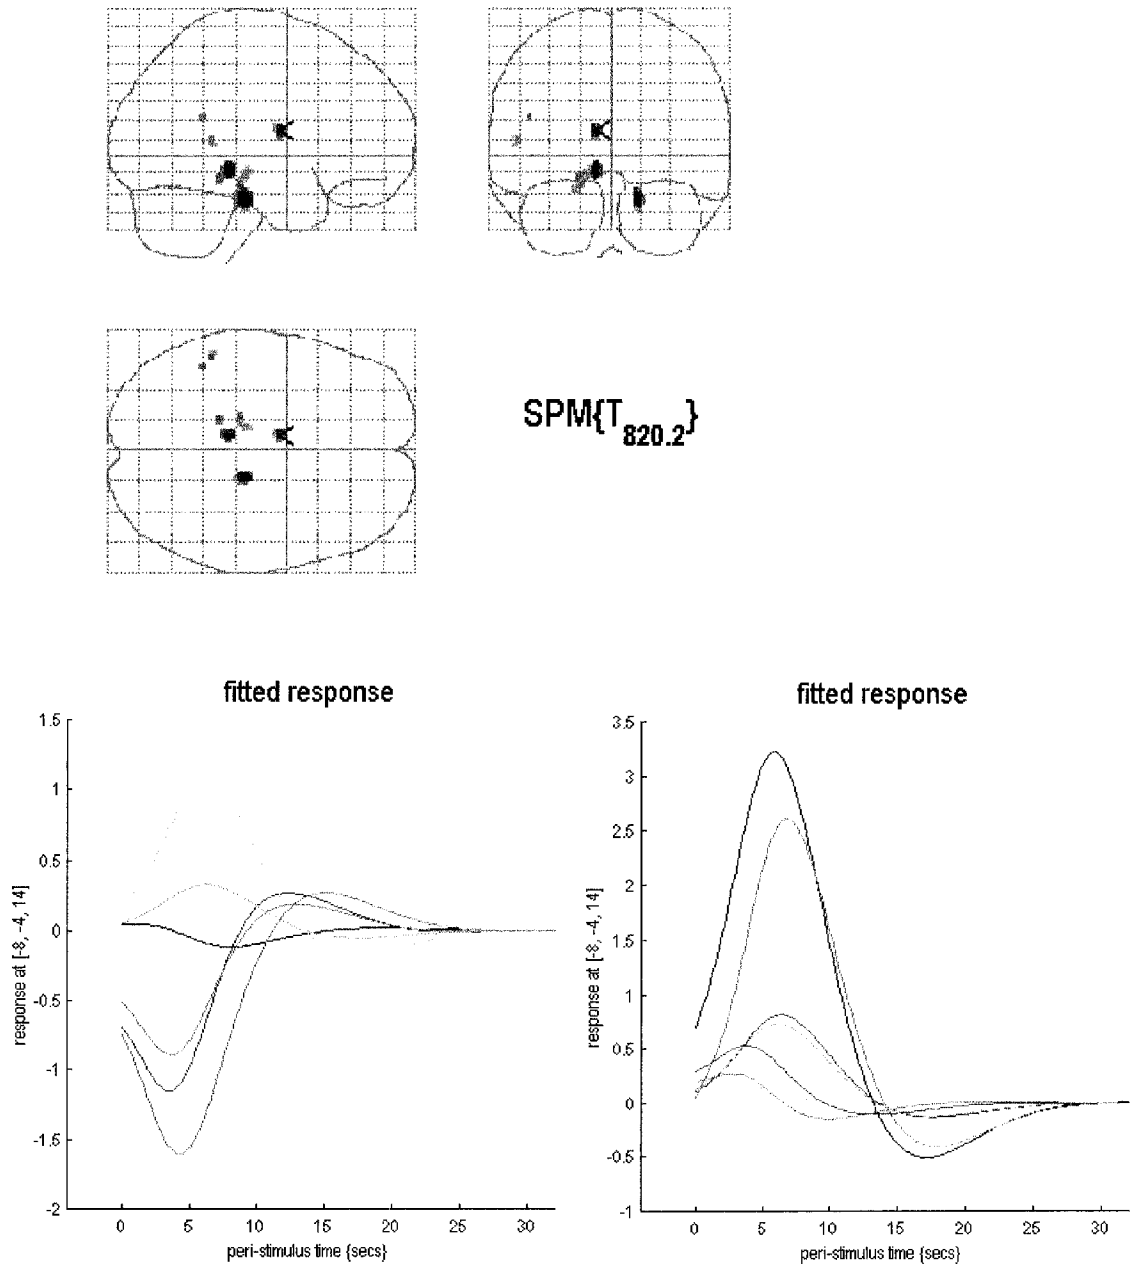 SPM{T820.2}
fitted response
1.5
1
0.5
0
-0.5
-1
-1.5
-2
response at [-8, -4, 14]
0 5 10 15 20 25 30
peri-stimulus time {secs}
fitted response
3.5
3
2.5
2
1.5
1
0.5
0
-0.5
-1
response at [-8, -4, 14]
0 5 10 15 20 25 30
peri-stimulus time {secs}